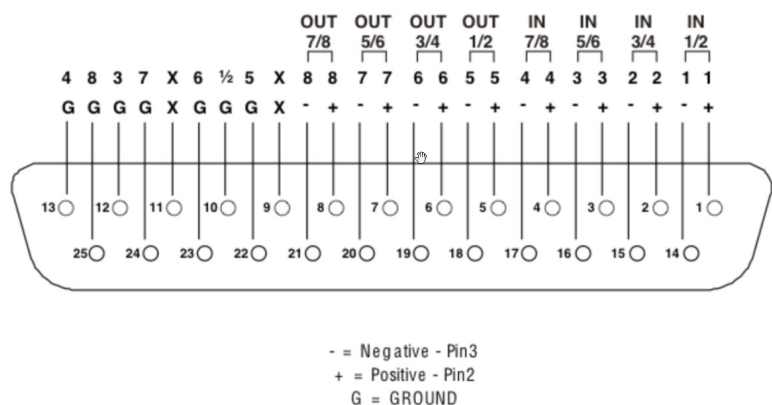 OUT OUT OUT OUT IN IN IN IN
7/8 5/6 3/4 1/2 7/8 5/6 3/4 1/2
4 8 3 7 X 6 ½ 5 X 8 8 7 7 6 6 5 5 4 4 3 3 2 2 1 1
G G G G X G G G X - + - + - + - + - + - + - + - +
13 12 11 10 9 8 7 6 5 4 3 2 1
25 24 23 22 21 20 19 18 17 16 15 14
- = Negative - Pin3
+ = Positive - Pin2
G = GROUND